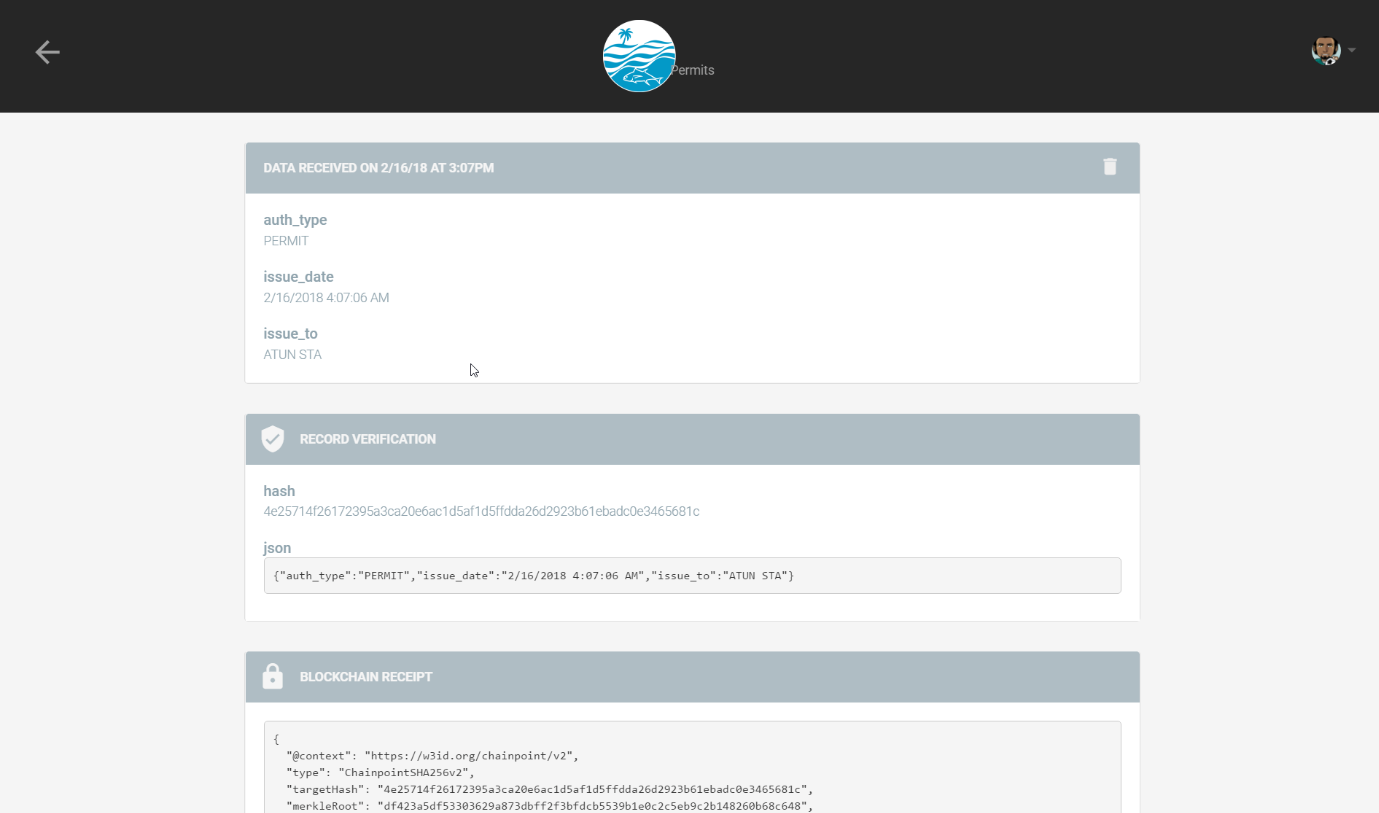 Permits
DATA RECEIVED ON 2/16/18 AT 3:07PM
auth_type
PERMIT
issue_date
2/16/2018 4:07:06 AM
issue_to
ATUN STA
RECORD VERIFICATION
hash
4e25714f26172395a3ca20e6ac1d5af1d5ffdda26d2923b61ebadc0e3465681c
json
{"auth_type":"PERMIT","issue_date":"2/16/2018 4:07:06 AM","issue_to":"ATUN STA"}
BLOCKCHAIN RECEIPT
{
"@context": "https://w3id.org/chainpoint/v2",
"type": "ChainpointSHA256v2",
"targetHash": "4e25714f26172395a3ca20e6ac1d5af1d5ffdda26d2923b61ebadc0e3465681c",
"merkleRoot": "df423a5df53303629a873dbff2f3bfdcb5539b1e0c2c5eb9c2b148260b68c648",